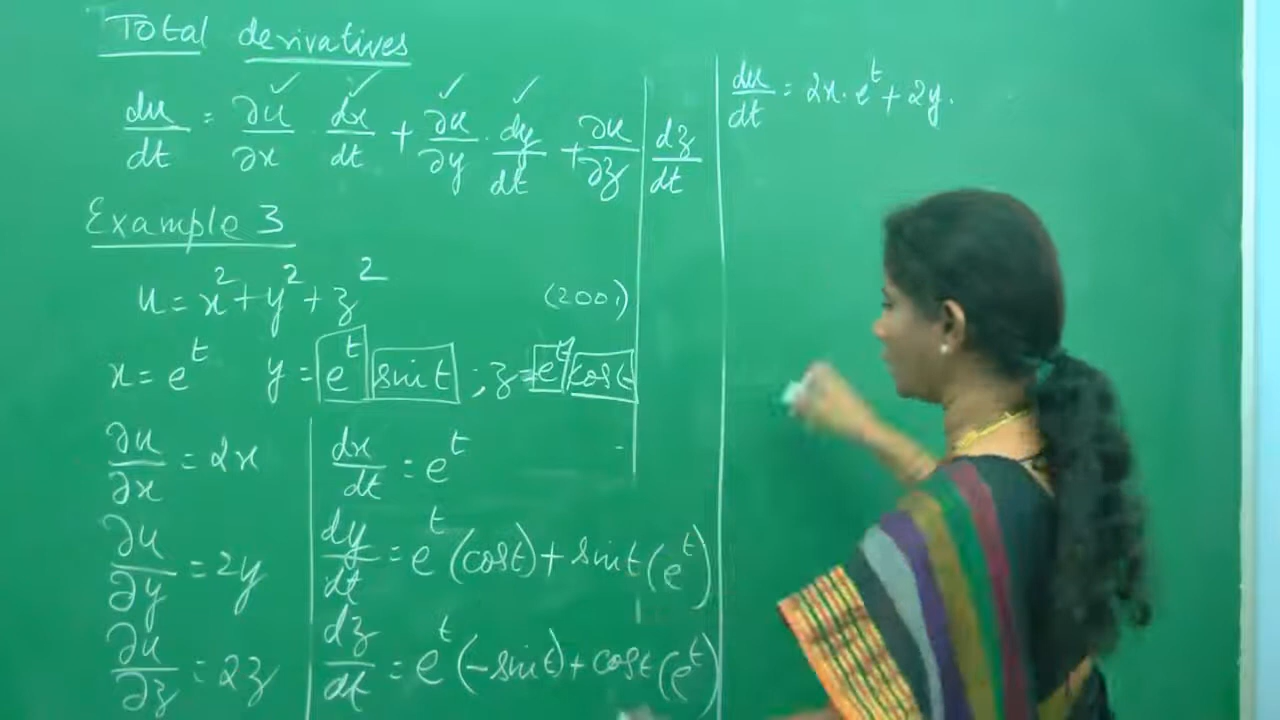 Total derivatives
du/dt = ∂u/∂x · dx/dt + ∂u/∂y · dy/dt + ∂u/∂z dz/dt
Example 3
u = x² + y² + z² (2001)
x = e^t y = e^t sin t ; z = e^t cos t
∂u/∂x = 2x
∂u/∂y = 2y
∂u/∂z = 2z
dx/dt = e^t
dy/dt = e^t (cos t) + sin t (e^t)
dz/dt = e^t (-sin t) + cos t (e^t)
du/dt = 2x · e^t + 2y ·